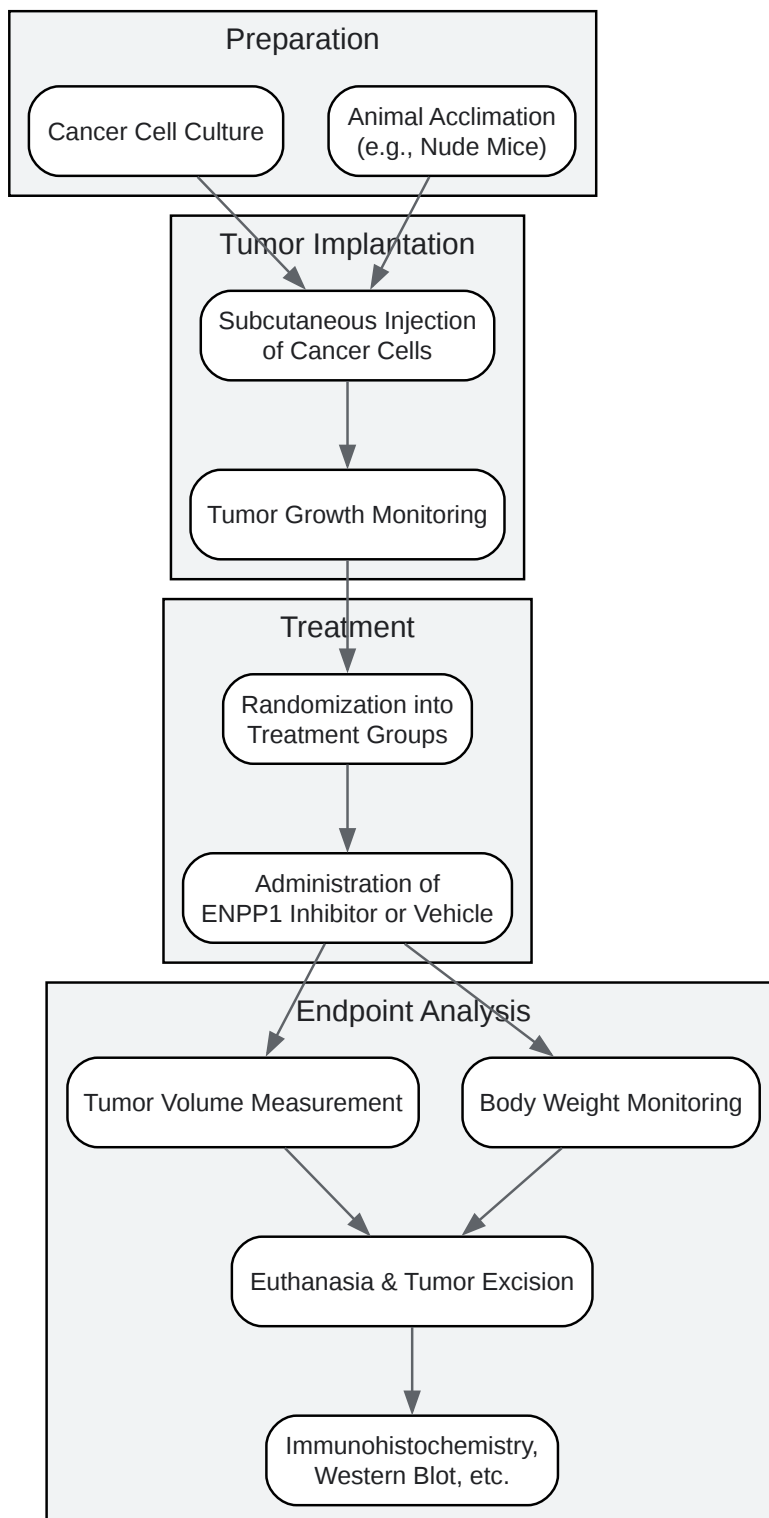 Preparation
Cancer Cell Culture
Animal Acclimation
(e.g., Nude Mice)
Tumor Implantation
Subcutaneous Injection
of Cancer Cells
Tumor Growth Monitoring
Treatment
Randomization into
Treatment Groups
Administration of
ENPP1 Inhibitor or Vehicle
Endpoint Analysis
Tumor Volume Measurement
Body Weight Monitoring
Euthanasia & Tumor Excision
Immunohistochemistry,
Western Blot, etc.